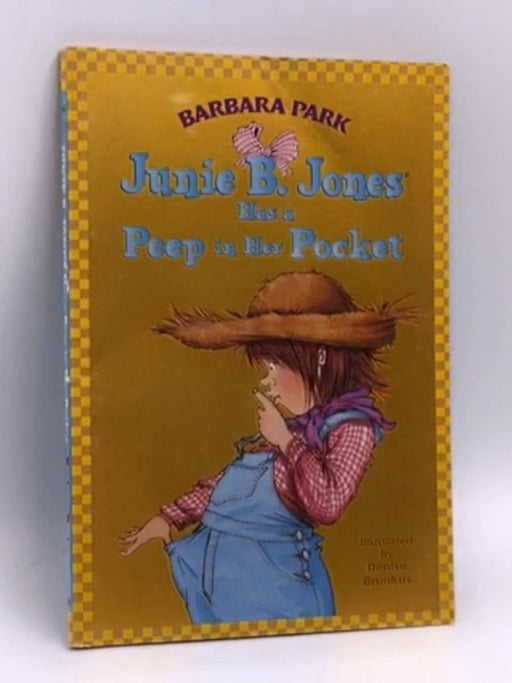 BARBARA PARK
Junie B. Jones®
Has a
Peep in Her Pocket
Illustrated
by
Denise
Brunkus